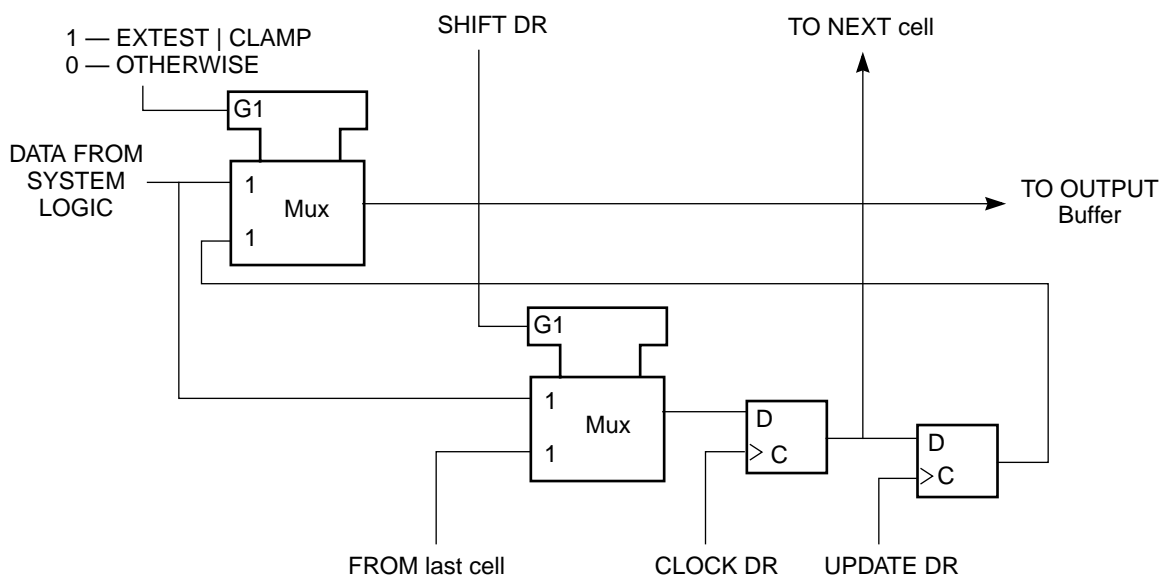 1 — EXTEST | CLAMP
0 — OTHERWISE
SHIFT DR
TO NEXT cell
G1
DATA FROM
SYSTEM
LOGIC
1
Mux
1
TO OUTPUT
Buffer
G1
1
Mux
1
D
C
D
C
FROM last cell
CLOCK DR
UPDATE DR